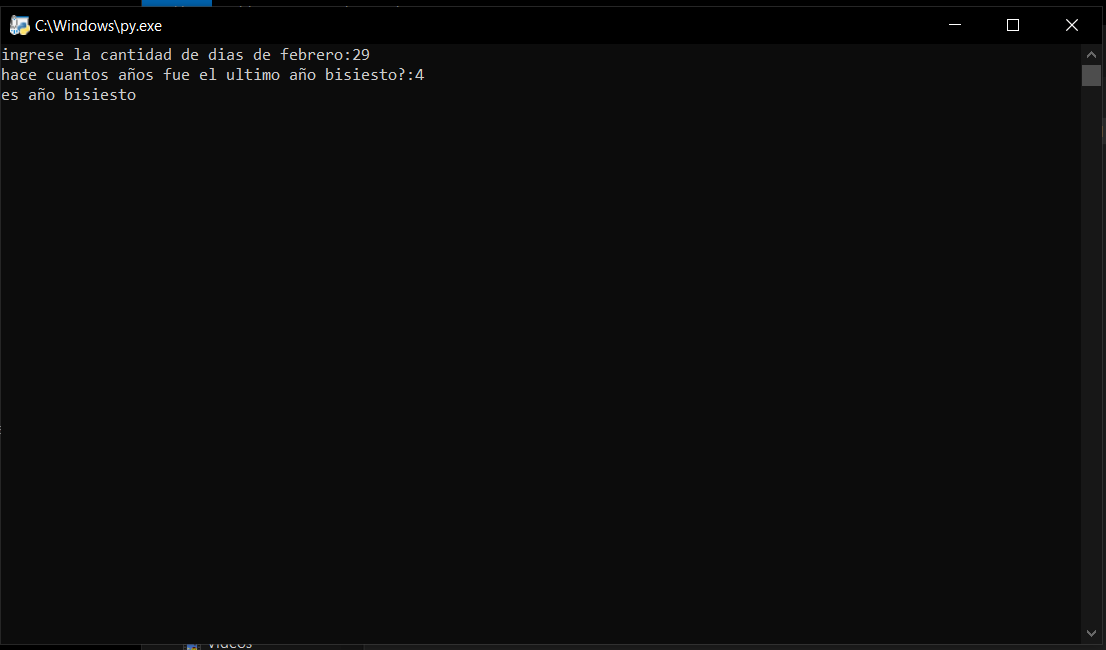 C:\Windows\py.exe
ingrese la cantidad de dias de febrero:29
hace cuantos años fue el ultimo año bisiesto?:4
es año bisiesto